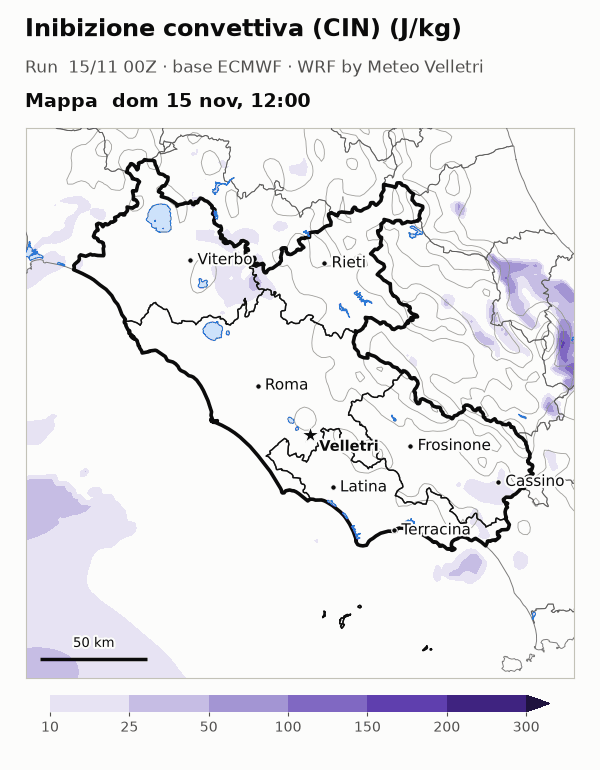 Inibizione convettiva (CIN) (J/kg)
Run 15/11 00Z · base ECMWF · WRF by Meteo Velletri
Mappa dom 15 nov, 12:00
Viterbo
Rieti
Roma
Velletri
Frosinone
Cassino
Latina
Terracina
50 km
10 25 50 100 150 200 300